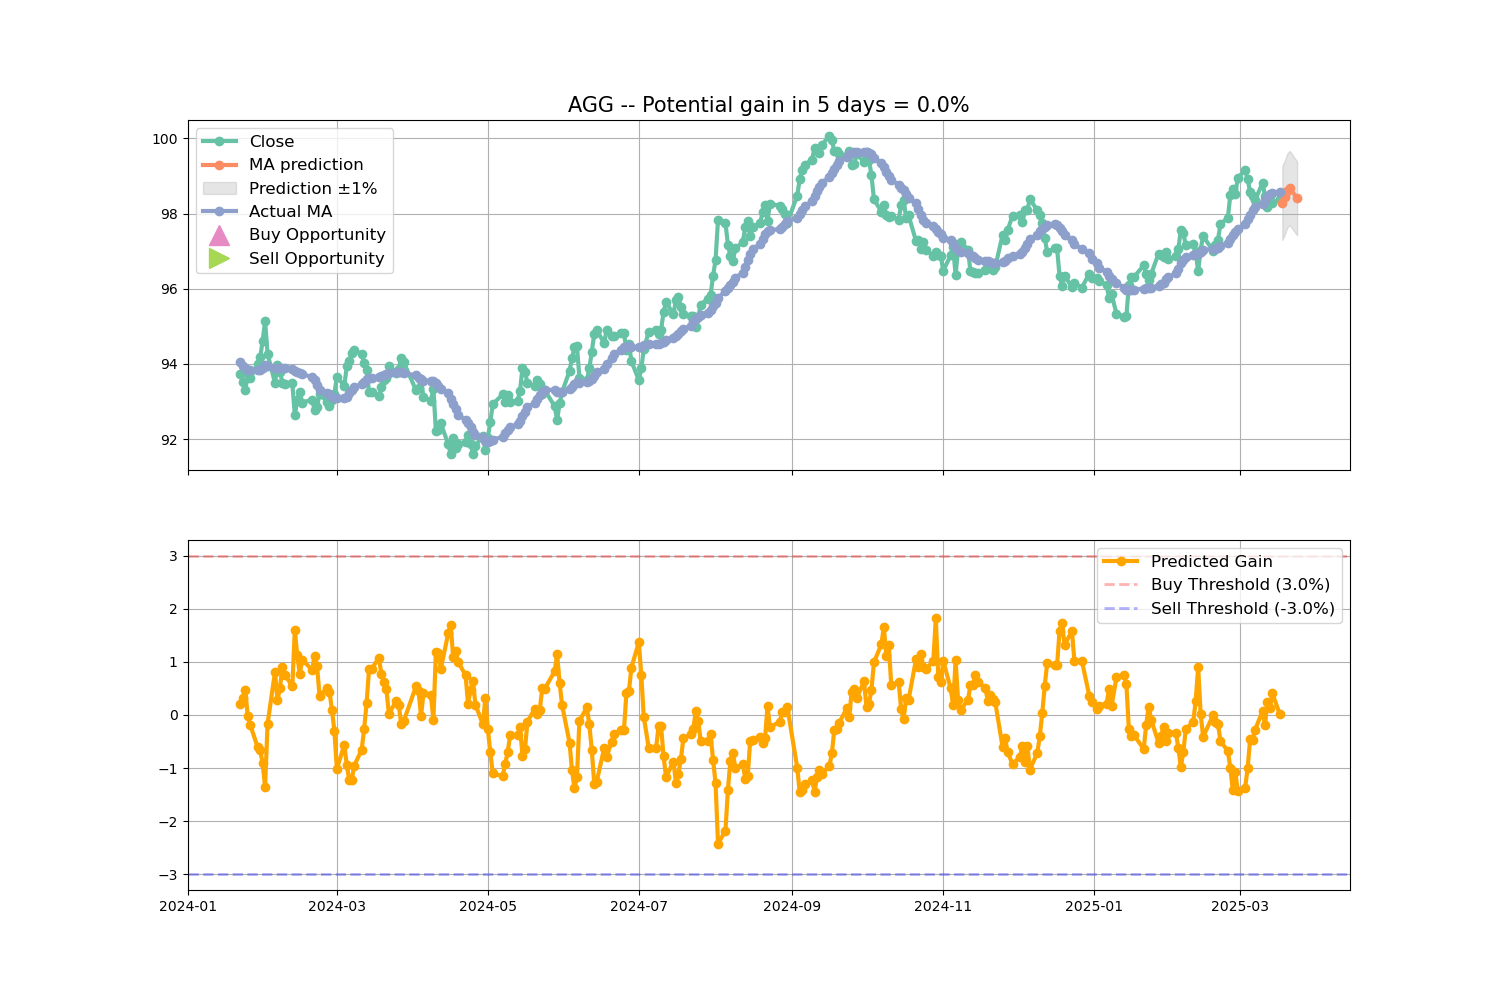 AGG -- Potential gain in 5 days = 0.0%
100
98
96
94
92
Close
MA prediction
Prediction ±1%
Actual MA
Buy Opportunity
Sell Opportunity
3
2
1
0
−1
−2
−3
Predicted Gain
Buy Threshold (3.0%)
Sell Threshold (-3.0%)
2024-01 2024-03 2024-05 2024-07 2024-09 2024-11 2025-01 2025-03